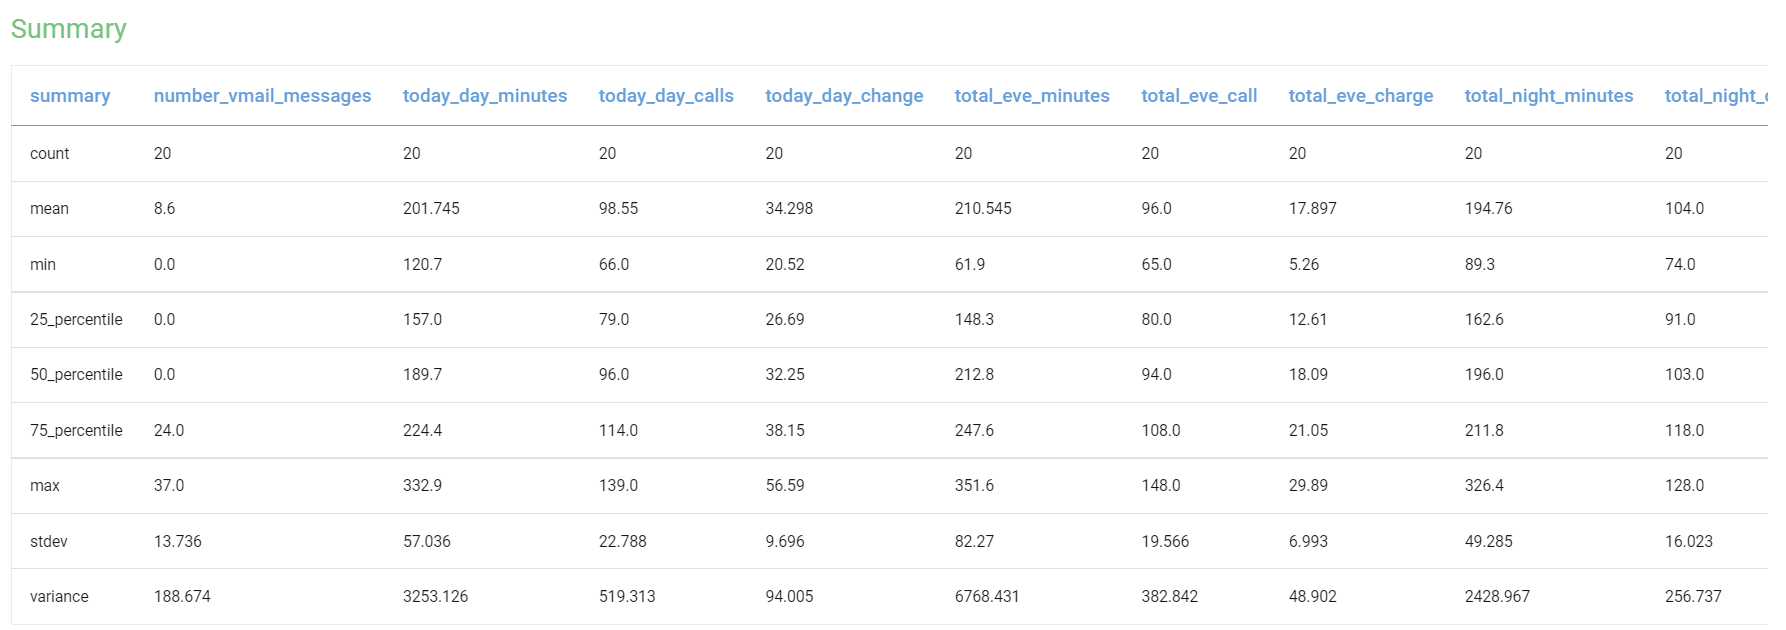 Summary
summary number_vmail_messages today_day_minutes today_day_calls today_day_change total_eve_minutes total_eve_call total_eve_charge total_night_minutes total_night_
count 20 20 20 20 20 20 20 20 20
mean 8.6 201.745 98.55 34.298 210.545 96.0 17.897 194.76 104.0
min 0.0 120.7 66.0 20.52 61.9 65.0 5.26 89.3 74.0
25_percentile 0.0 157.0 79.0 26.69 148.3 80.0 12.61 162.6 91.0
50_percentile 0.0 189.7 96.0 32.25 212.8 94.0 18.09 196.0 103.0
75_percentile 24.0 224.4 114.0 38.15 247.6 108.0 21.05 211.8 118.0
max 37.0 332.9 139.0 56.59 351.6 148.0 29.89 326.4 128.0
stdev 13.736 57.036 22.788 9.696 82.27 19.566 6.993 49.285 16.023
variance 188.674 3253.126 519.313 94.005 6768.431 382.842 48.902 2428.967 256.737